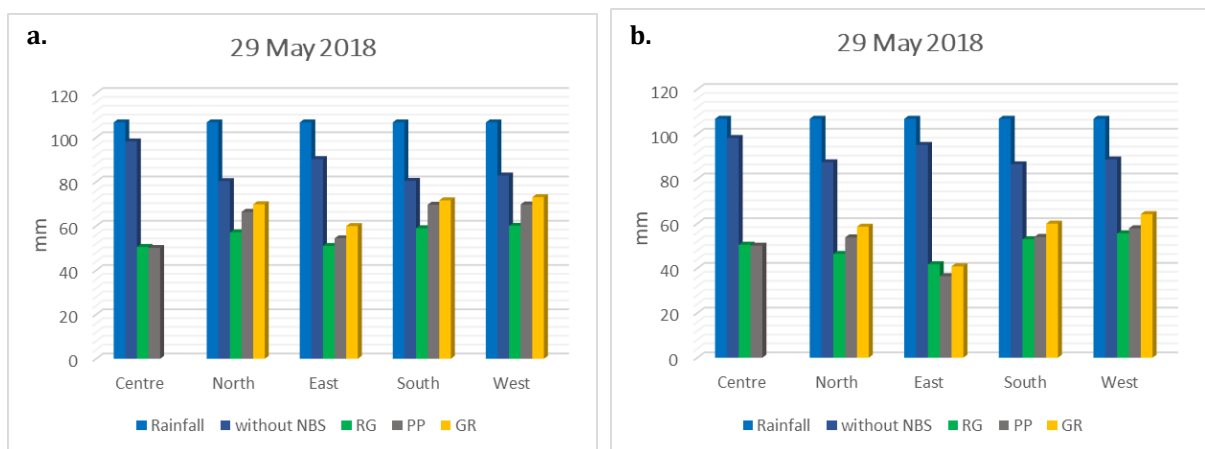 a.
29 May 2018
120
100
80
60
40
20
0
mm
Centre North East South West
Rainfall without NBS RG PP GR
b.
29 May 2018
120
100
80
60
40
20
0
mm
Centre North East South West
Rainfall without NBS RG PP GR